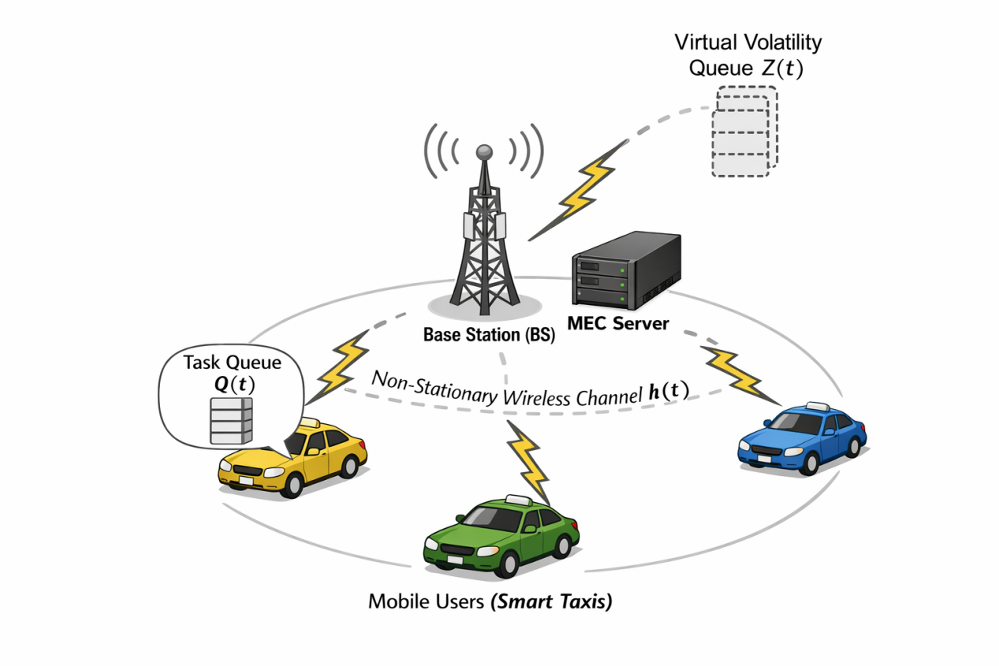 Virtual Volatility
Queue Z(t)
Base Station (BS)
MEC Server
Task Queue
Q(t)
Non-Stationary Wireless Channel h(t)
Mobile Users (Smart Taxis)